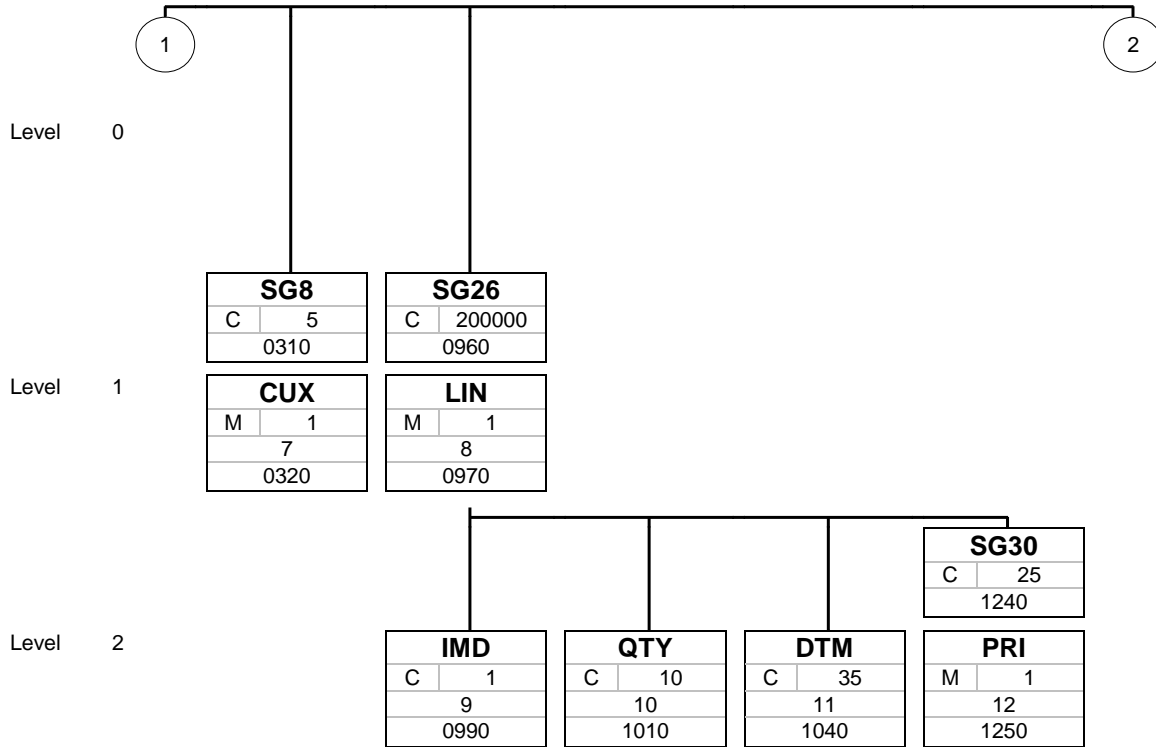 1 2
Level 0
SG8 SG26
C 5 C 200000
0310 0960
Level 1
CUX LIN
M 1 M 1
7 8
0320 0970
SG30
C 25
1240
Level 2
IMD QTY DTM PRI
C 1 C 10 C 35 M 1
9 10 11 12
0990 1010 1040 1250